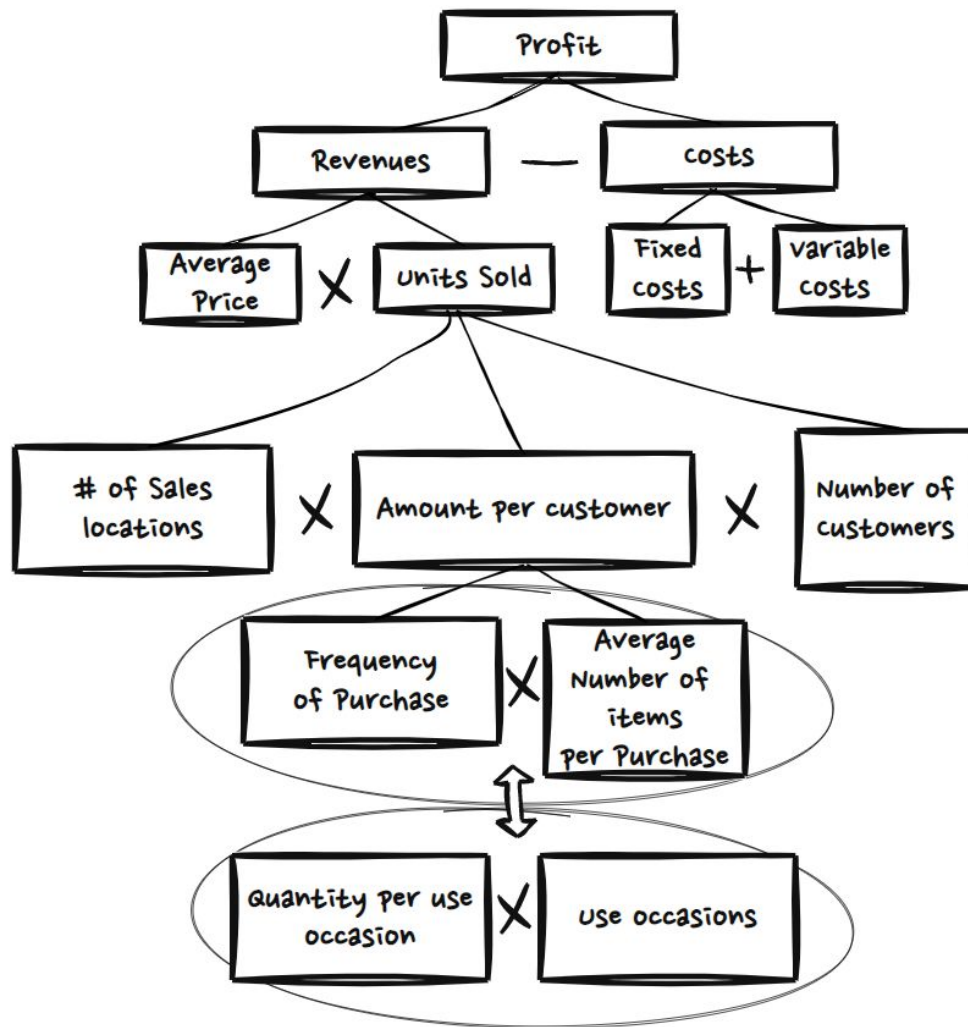 Profit
Revenues
—
Costs
Average
Price
×
Units Sold
Fixed
Costs
+
Variable
Costs
# of Sales
locations
×
Amount per customer
×
Number of
Customers
Frequency
of Purchase
×
Average
Number of
items
per Purchase
Quantity per use
occasion
×
Use occasions